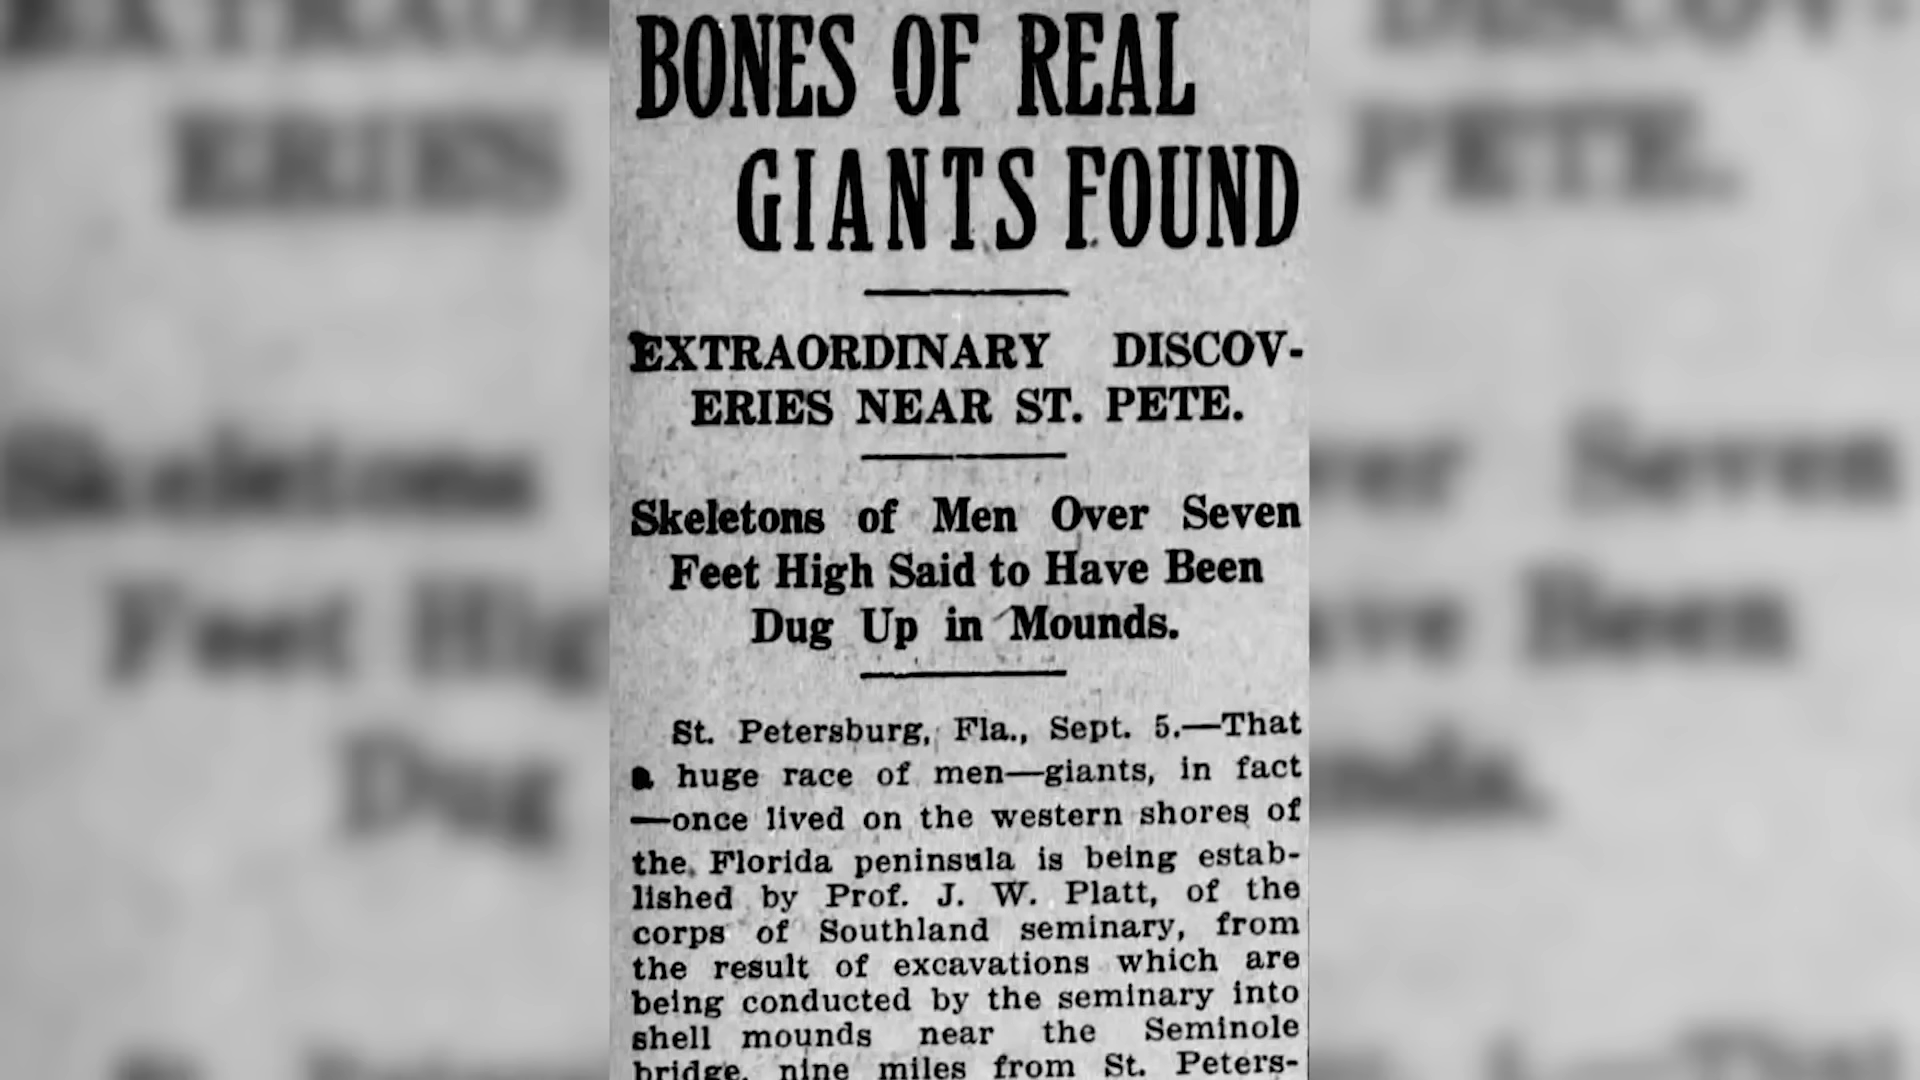 BONES OF REAL
GIANTS FOUND
EXTRAORDINARY DISCOV-
ERIES NEAR ST. PETE.
Skeletons of Men Over Seven
Feet High Said to Have Been
Dug Up in Mounds.
St. Petersburg, Fla., Sept. 5.—That
a huge race of men—giants, in fact
—once lived on the western shores of
the Florida peninsula is being estab-
lished by Prof. J. W. Platt, of the
corps of Southland seminary, from
the result of excavations which are
being conducted by the seminary into
shell mounds near the Seminole
bridge, nine miles from St. Peters-